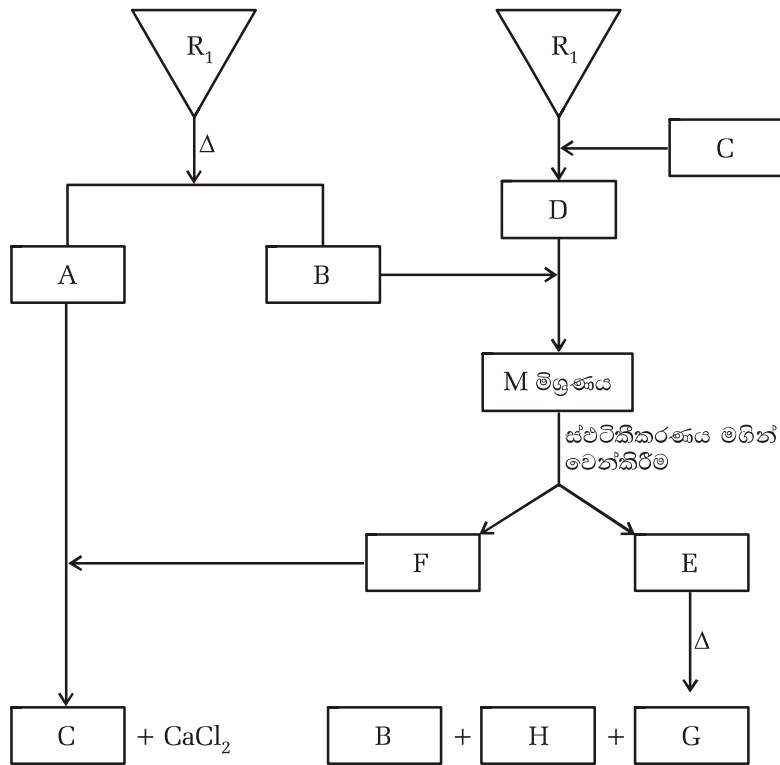 R₁
R₁
Δ
C
D
A
B
M මිශ්‍රණය
ස්ඵටිකීකරණය මගින්
වෙන්කිරීම
F
E
Δ
C + CaCl₂
B + H + G